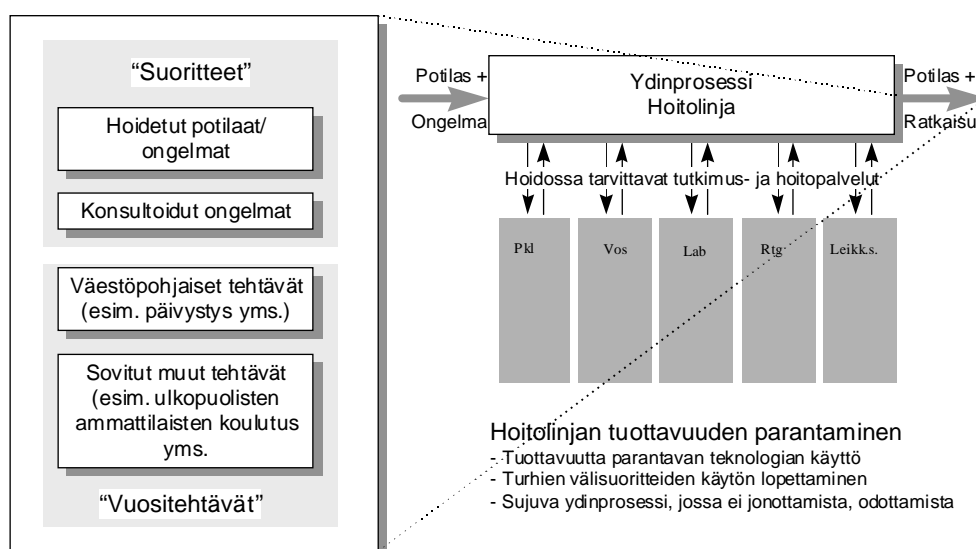 “Suoritteet”
Hoidetut potilaat/
ongelmat
Konsultoidut ongelmat
Väestöpohjaiset tehtävät
(esim. päivystys yms.)
Sovitut muut tehtävät
(esim. ulkopuolisten
ammattilaisten koulutus
yms.
“Vuositehtävät”
Potilas +
Ongelma
Ydinprosessi
Hoitolinja
Potilas +
Ratkaisu
Hoidossa tarvittavat tutkimus- ja hoitopalvelut
Pkl
Vos
Lab
Rtg
Leikk.s.
Hoitolinjan tuottavuuden parantaminen
- Tuottavuutta parantavan teknologian käyttö
- Turhien välisuoritteiden käytön lopettaminen
- Sujuva ydinprosessi, jossa ei jonottamista, odottamista